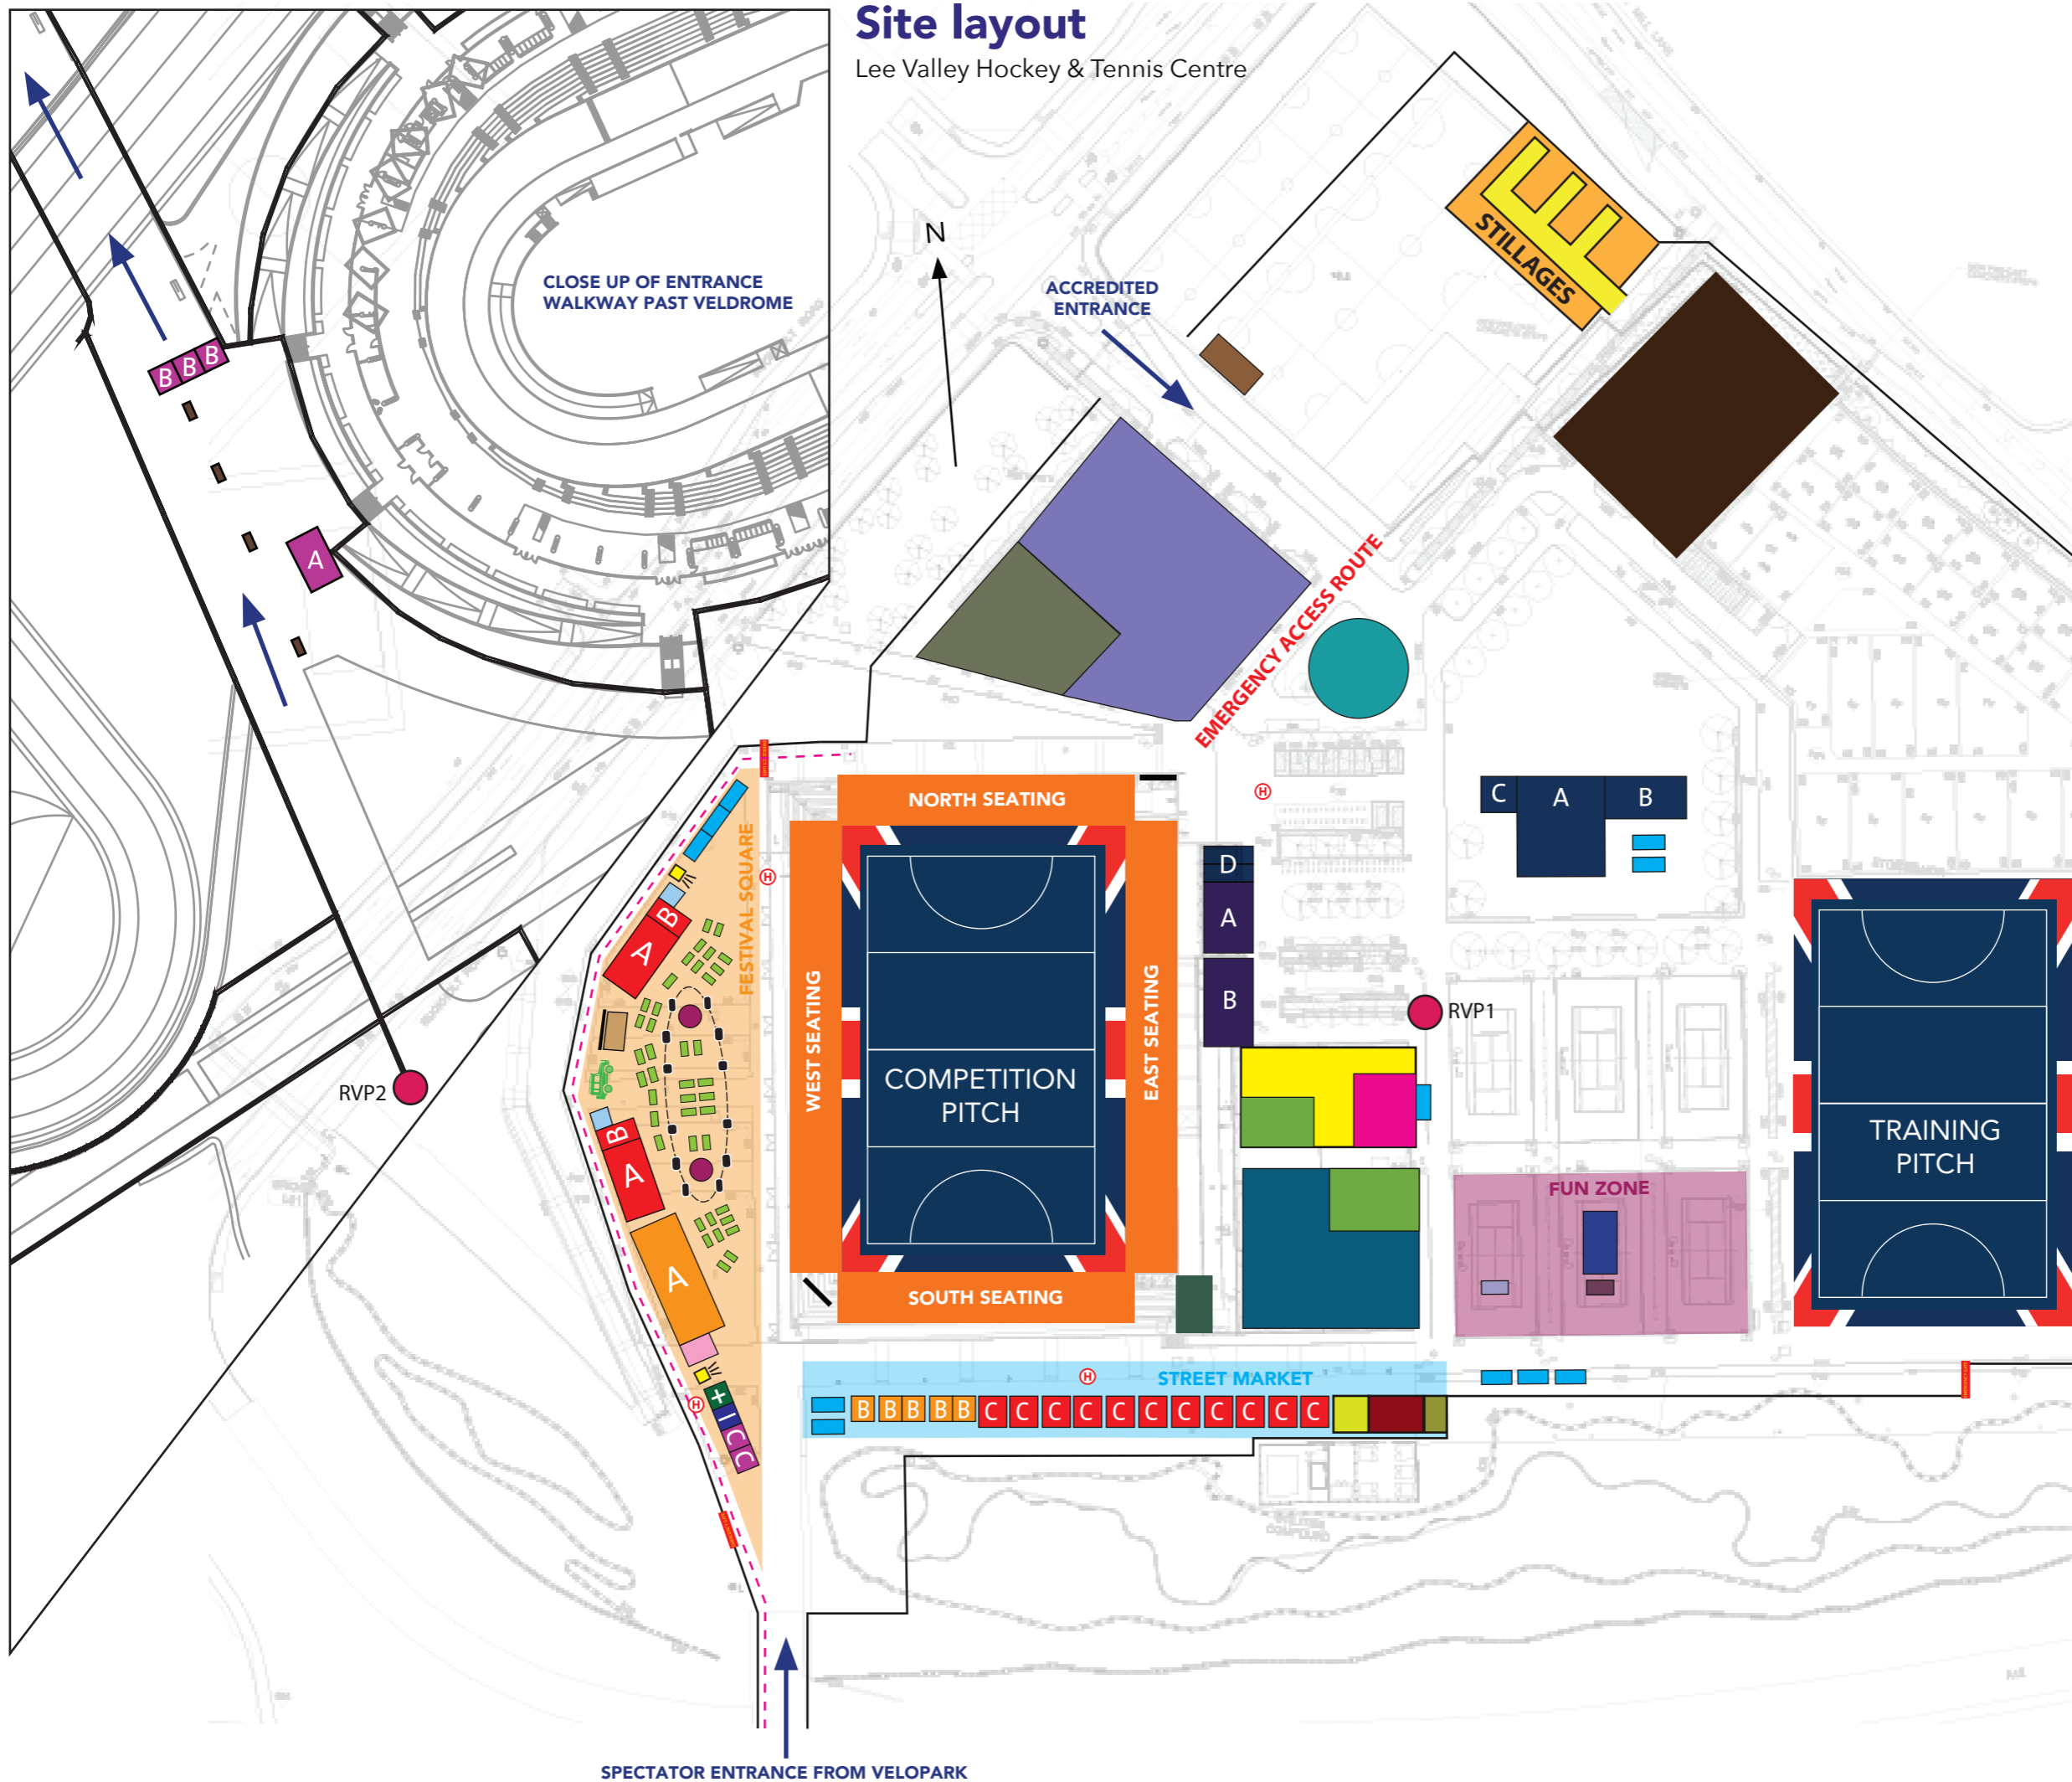 Site layout
Lee Valley Hockey & Tennis Centre
N
CLOSE UP OF ENTRANCE
WALKWAY PAST VELDROME
ACCREDITED
ENTRANCE
STILLAGES
B B B
A
EMERGENCY ACCESS ROUTE
H
C A B
NORTH SEATING
FESTIVAL SQUARE
H
B
A
D
A
B
WEST SEATING
EAST SEATING
COMPETITION
PITCH
RVP1
RVP2
B
A
TRAINING
PITCH
FUN ZONE
A
SOUTH SEATING
H
STREET MARKET
H
+
I
C
C
B B B B B C C C C C C C C C C C
SPECTATOR ENTRANCE FROM VELOPARK